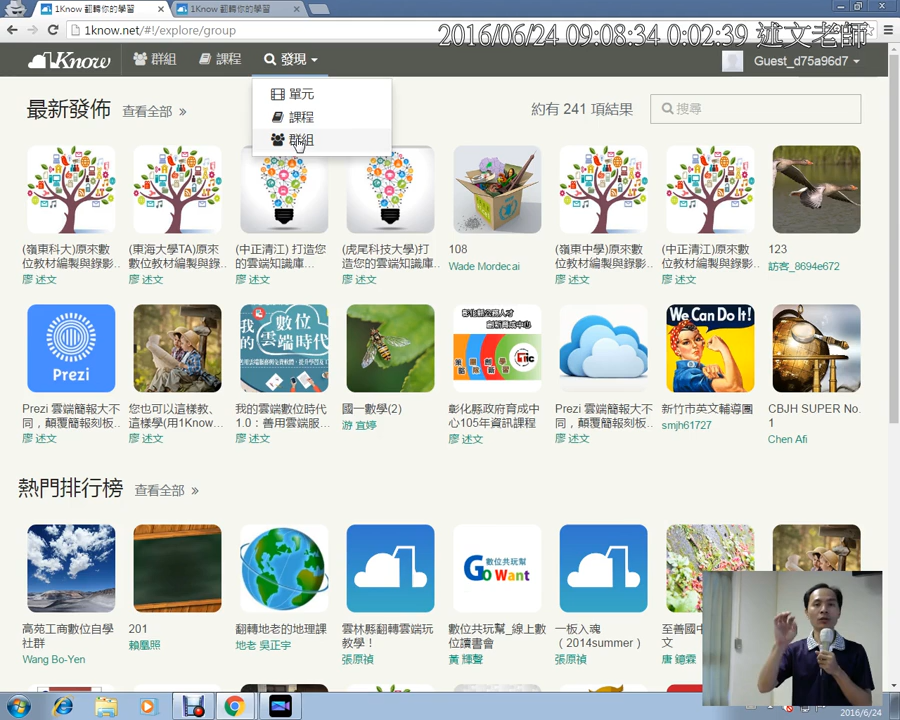 1Know 翻轉你的學習
1Know 翻轉你的學習
1know.net/#!/explore/group
2016/06/24 09:08:34 0:02:39 述文老師
1Know
群組
課程
發現
Guest_d75a96d7
單元
課程
群組
最新發佈
查看全部 »
約有 241 項結果
搜尋
(嶺東科大)原來數位教材編製與錄影..
廖 述文
(東海大學TA)原來數位教材編製與錄..
廖 述文
(中正清江) 打造您的雲端知識庫...
廖 述文
(虎尾科技大學)打造您的雲端知識庫..
廖 述文
108
Wade Mordecai
(嶺東中學)原來數位教材編製與錄影..
廖 述文
(中正清江)原來數位教材編製與錄影..
廖 述文
123
訪客_8694e672
Prezi
Prezi 雲端簡報大不同，顛覆簡報刻板..
廖 述文
您也可以這樣教、這樣學(用1Know...
廖 述文
我的
數位
雲端時代
我的雲端數位時代1.0：善用雲端服..
廖 述文
國一數學(2)
游 宜婷
彰化縣政府育成中心105年資訊課程
廖 述文
Prezi 雲端簡報大不同，顛覆簡報刻板..
廖 述文
We Can Do It!
新竹市英文輔導團
smjh61727
CBJH SUPER No.1
Chen Afi
熱門排行榜
查看全部 »
高苑工商數位自學社群
Wang Bo-Yen
201
賴鳳照
翻轉地老的地理課
地老 吳正宇
雲林縣翻轉雲端玩教學！
張原禎
數位共玩幫
Go Want
數位共玩幫_線上數位讀書會
黃 輝聲
一板入魂（2014summer）
張原禎
至善國中
文
唐 鐿霖
2016/6/24